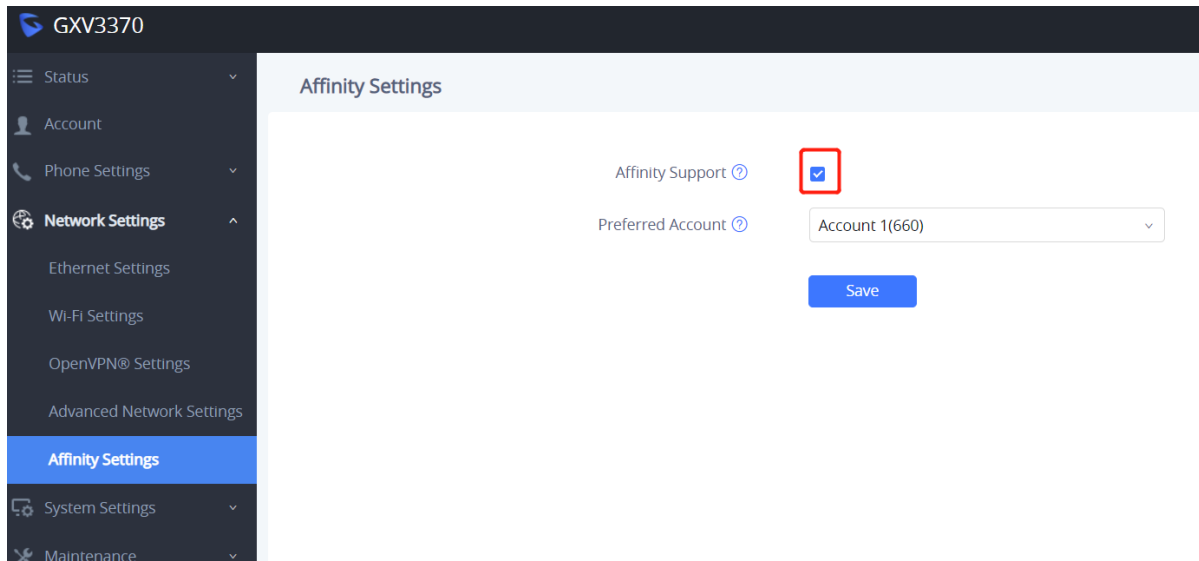 GXV3370
Status
Account
Phone Settings
Network Settings
Ethernet Settings
Wi-Fi Settings
OpenVPN® Settings
Advanced Network Settings
Affinity Settings
System Settings
Maintenance
Affinity Settings
Affinity Support ?
Preferred Account ? Account 1(660)
Save